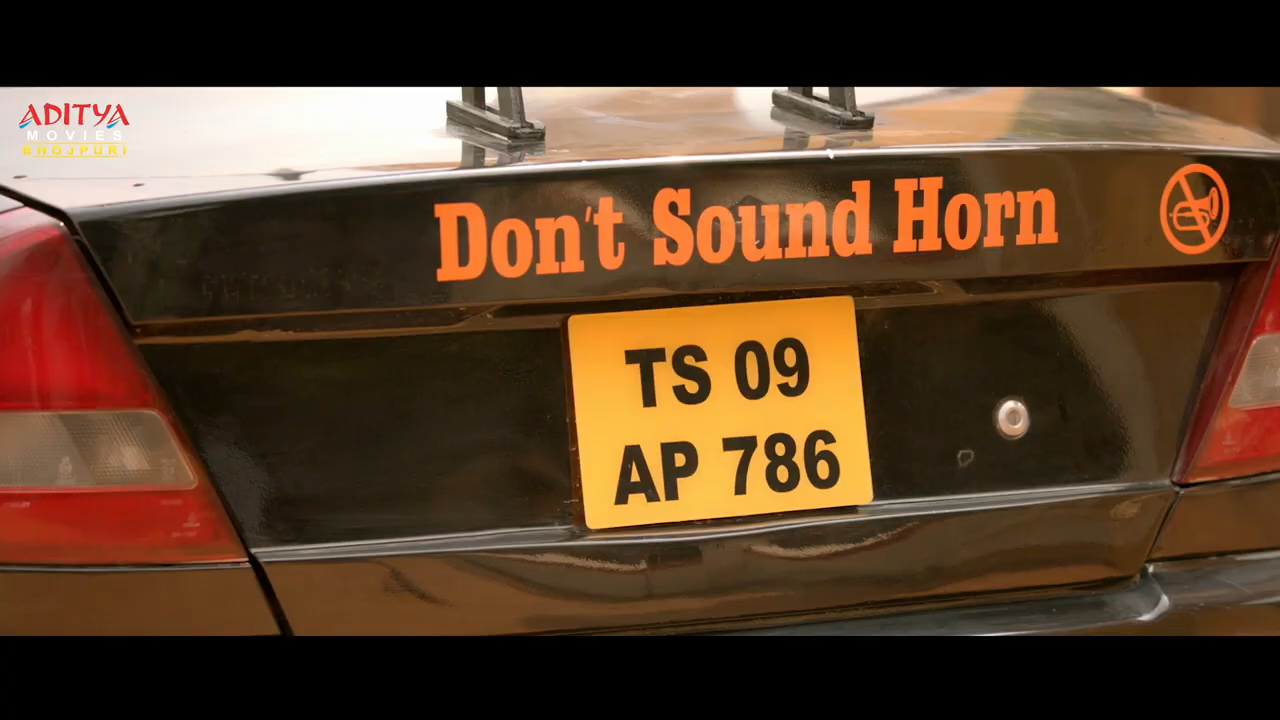 ADITYA
MOVIES
BHOJPURI
Don't Sound Horn
TS 09
AP 786